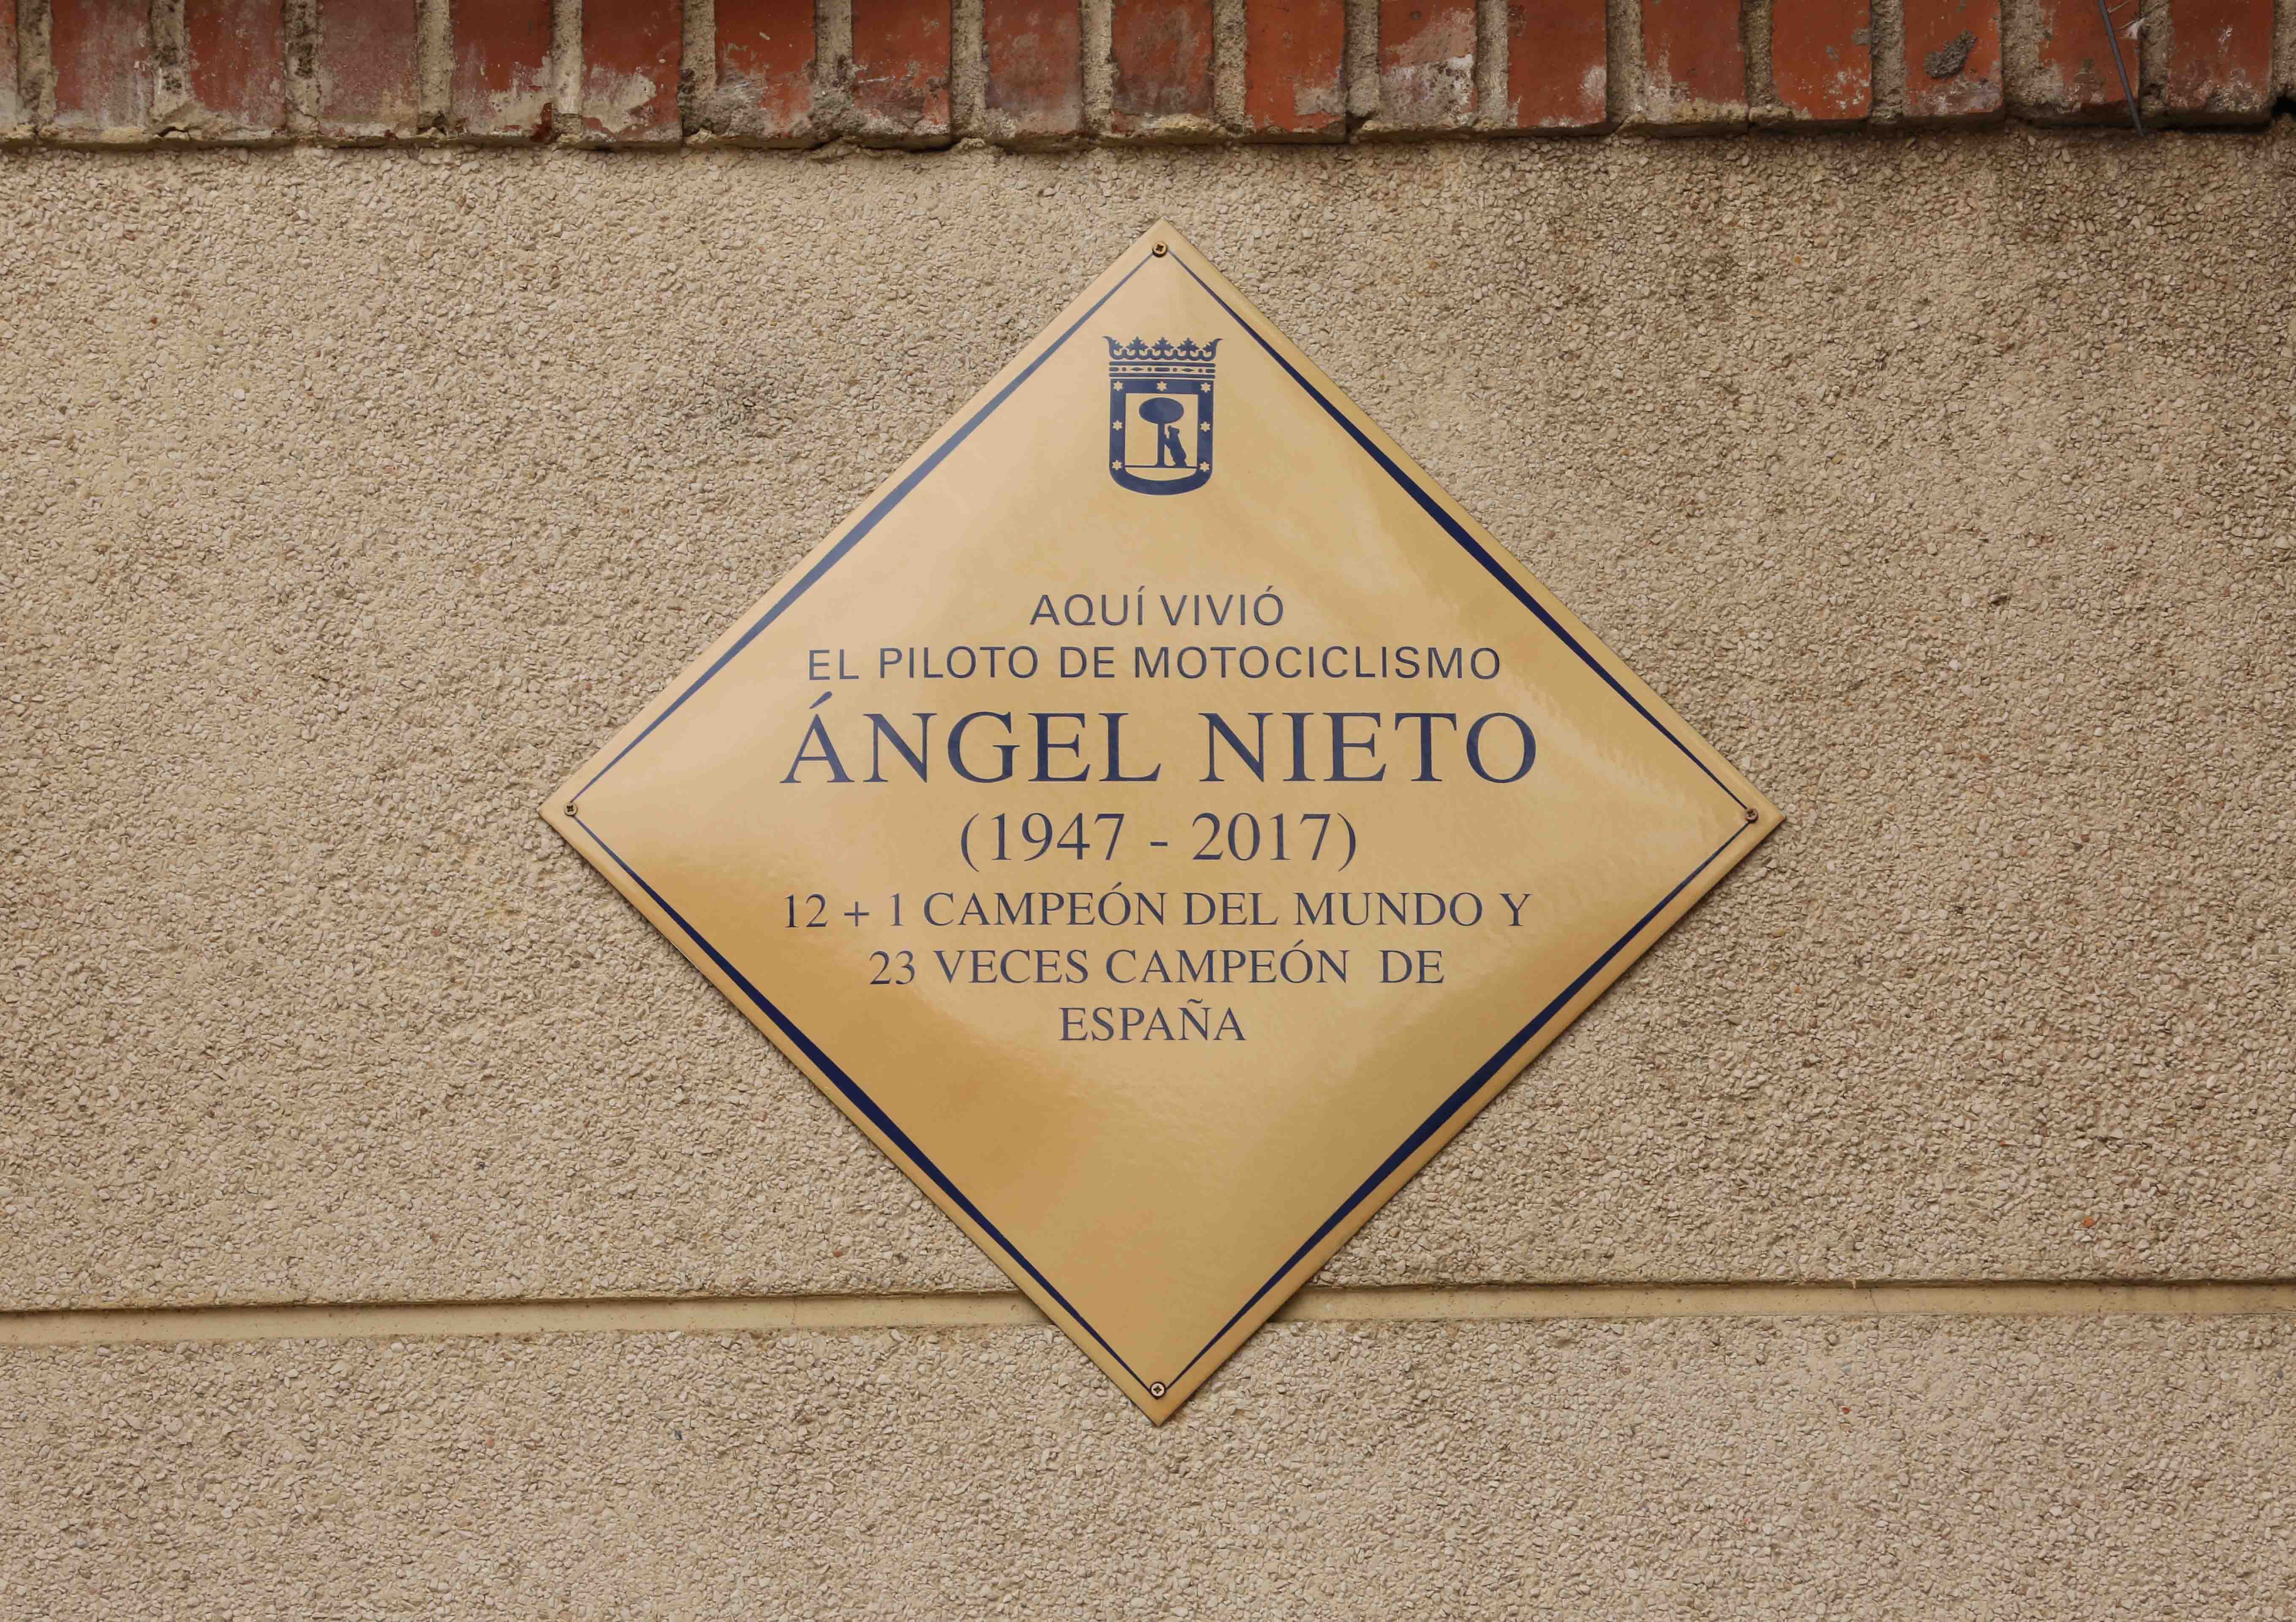 AQUÍ VIVIÓ
EL PILOTO DE MOTOCICLISMO
ÁNGEL NIETO
(1947 - 2017)
12 + 1 CAMPEÓN DEL MUNDO Y
23 VECES CAMPEÓN DE
ESPAÑA